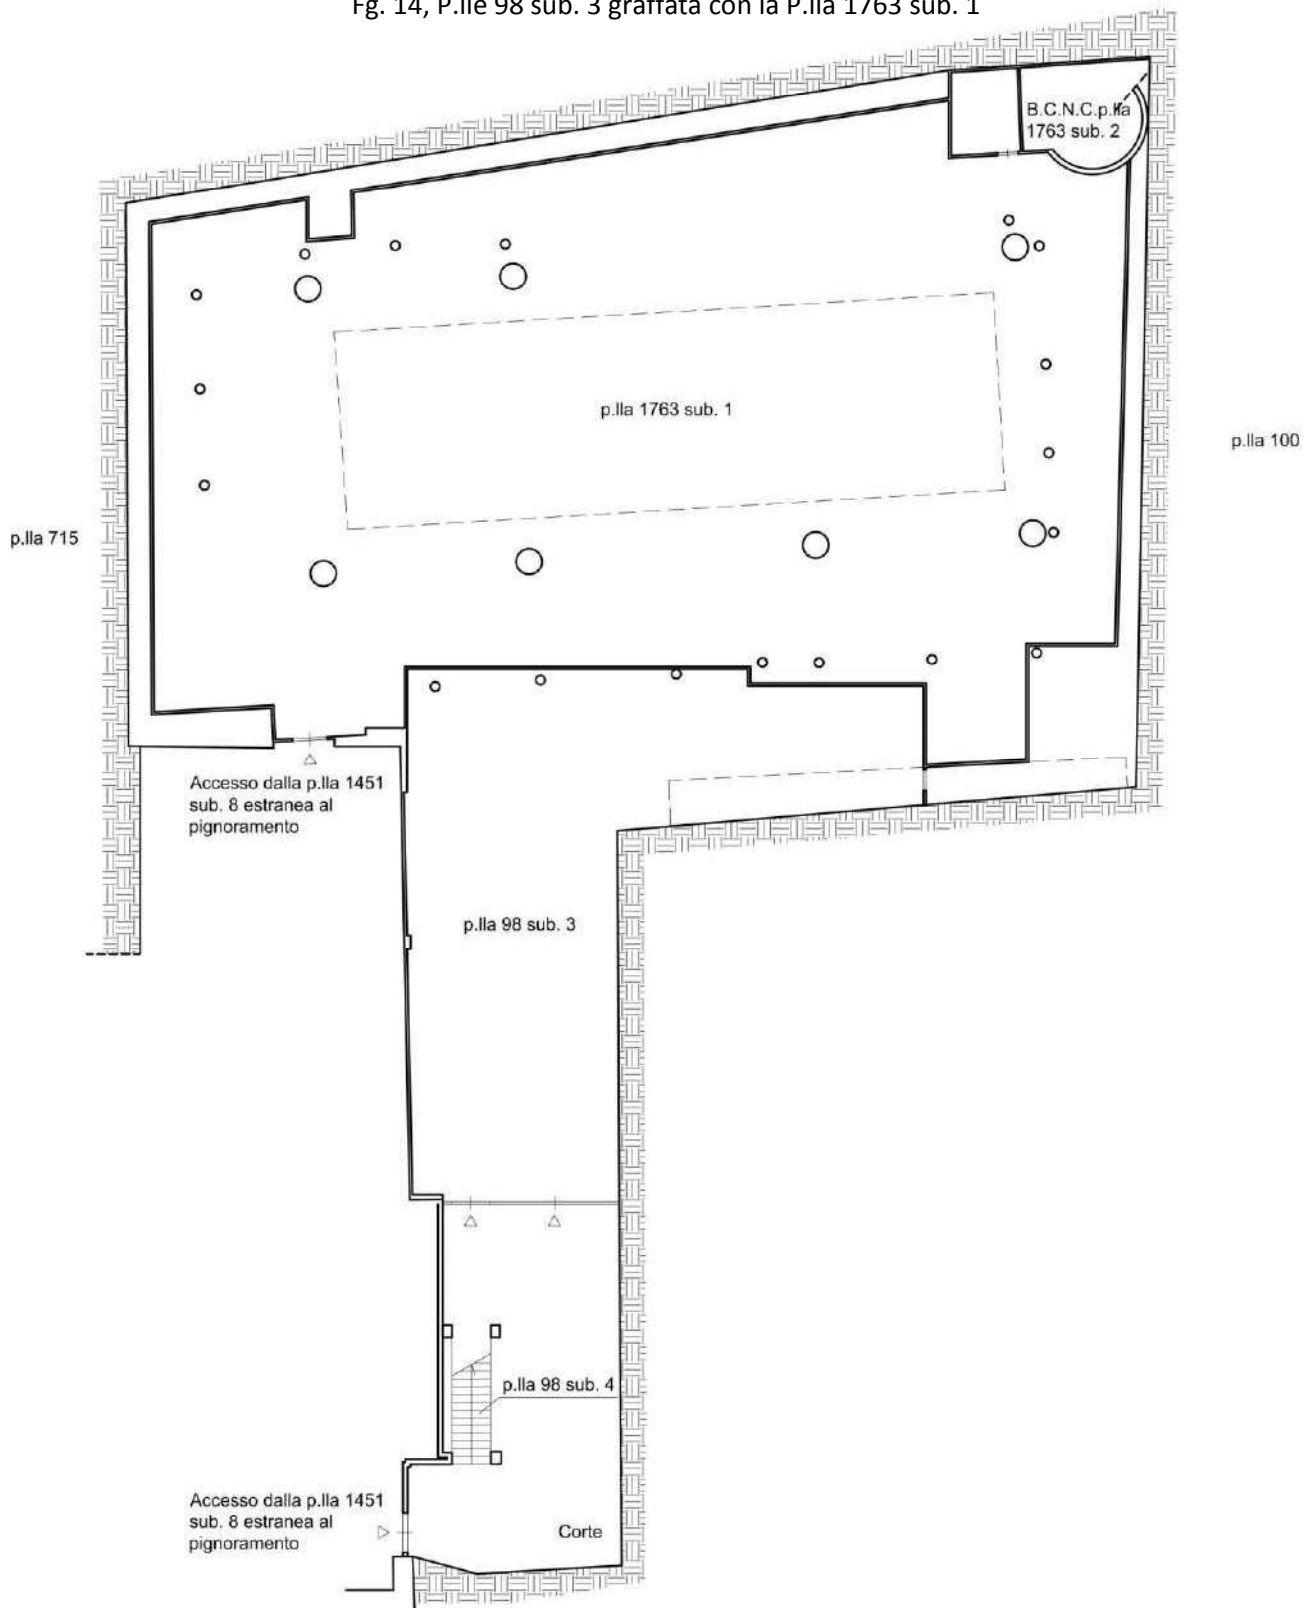 Fg. 14, P.lle 98 sub. 3 graffata con la P.lla 1763 sub. 1
B.C.N.C.p.lla
1763 sub. 2
p.lla 1763 sub. 1
p.lla 100
p.lla 715
Accesso dalla p.lla 1451
sub. 8 estranea al
pignoramento
p.lla 98 sub. 3
p.lla 98 sub. 4
Accesso dalla p.lla 1451
sub. 8 estranea al
pignoramento
Corte